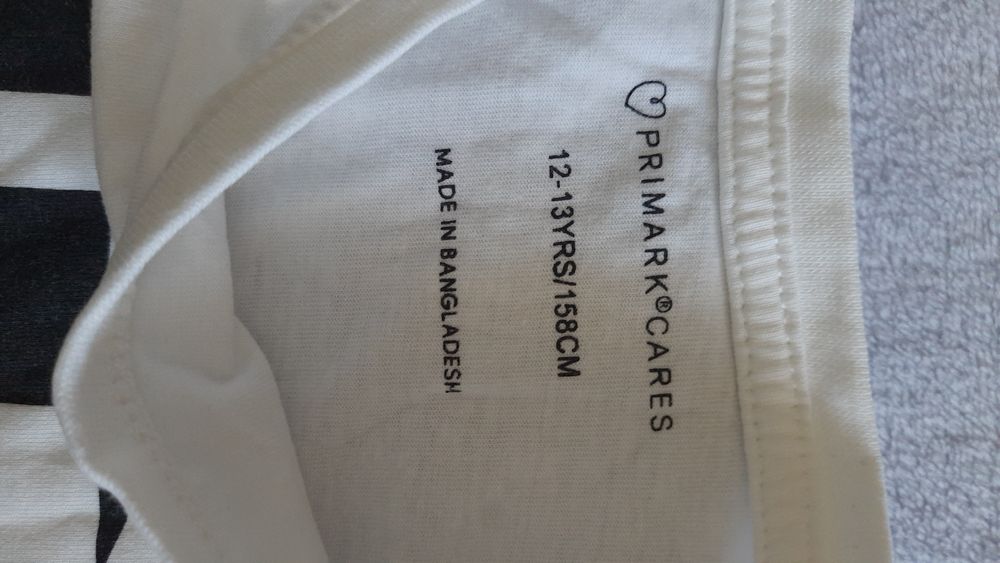 PRIMARK®CARES
12-13YRS/158CM
MADE IN BANGLADESH